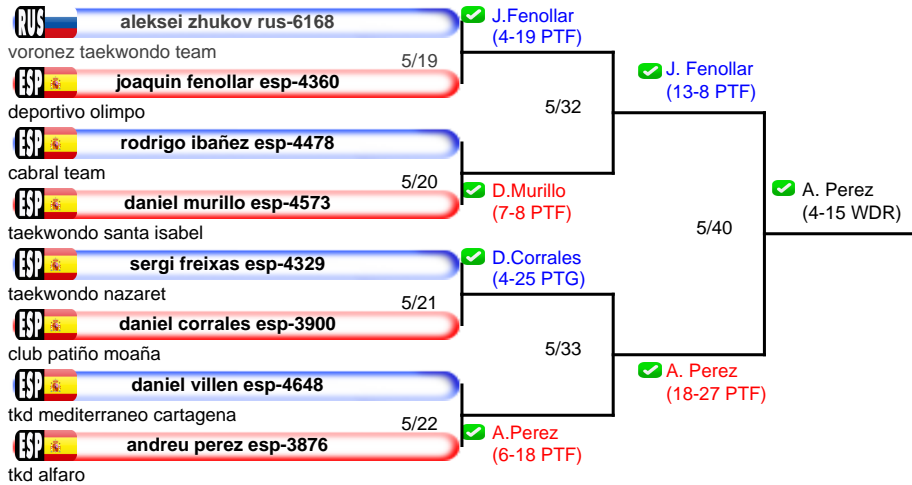 RUS aleksei zhukov rus-6168
voronez taekwondo team
5/19
ESP joaquin fenollar esp-4360
deportivo olimpo
ESP rodrigo ibañez esp-4478
cabral team
5/20
ESP daniel murillo esp-4573
taekwondo santa isabel
ESP sergi freixas esp-4329
taekwondo nazaret
5/21
ESP daniel corrales esp-3900
club patiño moaña
ESP daniel villen esp-4648
tkd mediterraneo cartagena
5/22
ESP andreu perez esp-3876
tkd alfaro
J.Fenollar
(4-19 PTF)
5/32
D.Murillo
(7-8 PTF)
D.Corrales
(4-25 PTG)
5/33
A.Perez
(6-18 PTF)
J. Fenollar
(13-8 PTF)
5/40
A. Perez
(18-27 PTF)
A. Perez
(4-15 WDR)